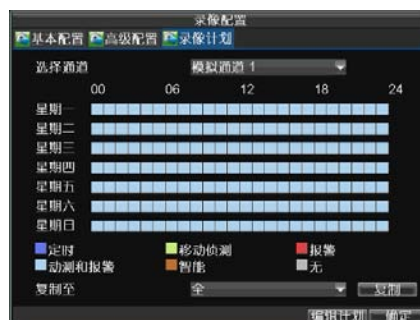 录像配置
基本配置 高级配置 录像计划
选择通道 模拟通道 1
00 06 12 18 24
星期一
星期二
星期三
星期四
星期五
星期六
星期日
定时 移动侦测 报警
动测和报警 智能 无
复制至 全 复制
编辑计划 确定